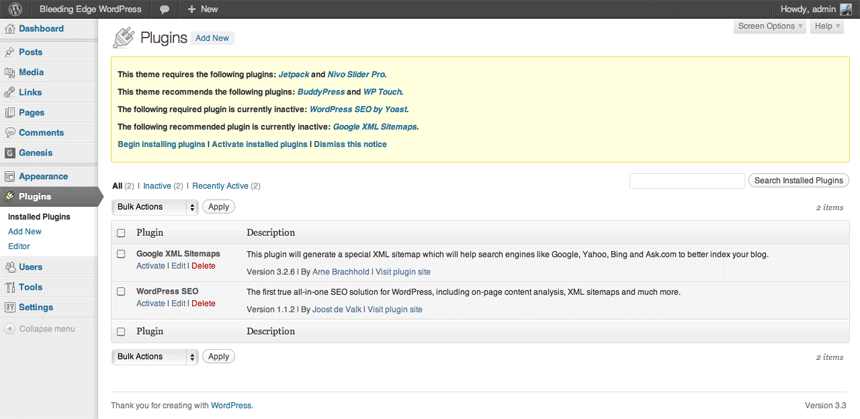 Bleeding Edge WordPress + New Howdy, admin
Screen Options ▼ Help ▼
Dashboard
Posts
Media
Links
Pages
Comments
G Genesis
Appearance
Plugins
Installed Plugins
Add New
Editor
Users
Tools
Settings
Collapse menu
Plugins Add New
This theme requires the following plugins: Jetpack and Nivo Slider Pro.
This theme recommends the following plugins: BuddyPress and WP Touch.
The following required plugin is currently inactive: WordPress SEO by Yoast.
The following recommended plugin is currently inactive: Google XML Sitemaps.
Begin installing plugins | Activate installed plugins | Dismiss this notice
All (2) | Inactive (2) | Recently Active (2)
Search Installed Plugins
Bulk Actions Apply 2 items
Plugin Description
Google XML Sitemaps This plugin will generate a special XML sitemap which will help search engines like Google, Yahoo, Bing and Ask.com to better index your blog.
Activate | Edit | Delete Version 3.2.6 | By Arne Brachhold | Visit plugin site
WordPress SEO The first true all-in-one SEO solution for WordPress, including on-page content analysis, XML sitemaps and much more.
Activate | Edit | Delete Version 1.1.2 | By Joost de Valk | Visit plugin site
Plugin Description
Bulk Actions Apply 2 items
Thank you for creating with WordPress. Version 3.3